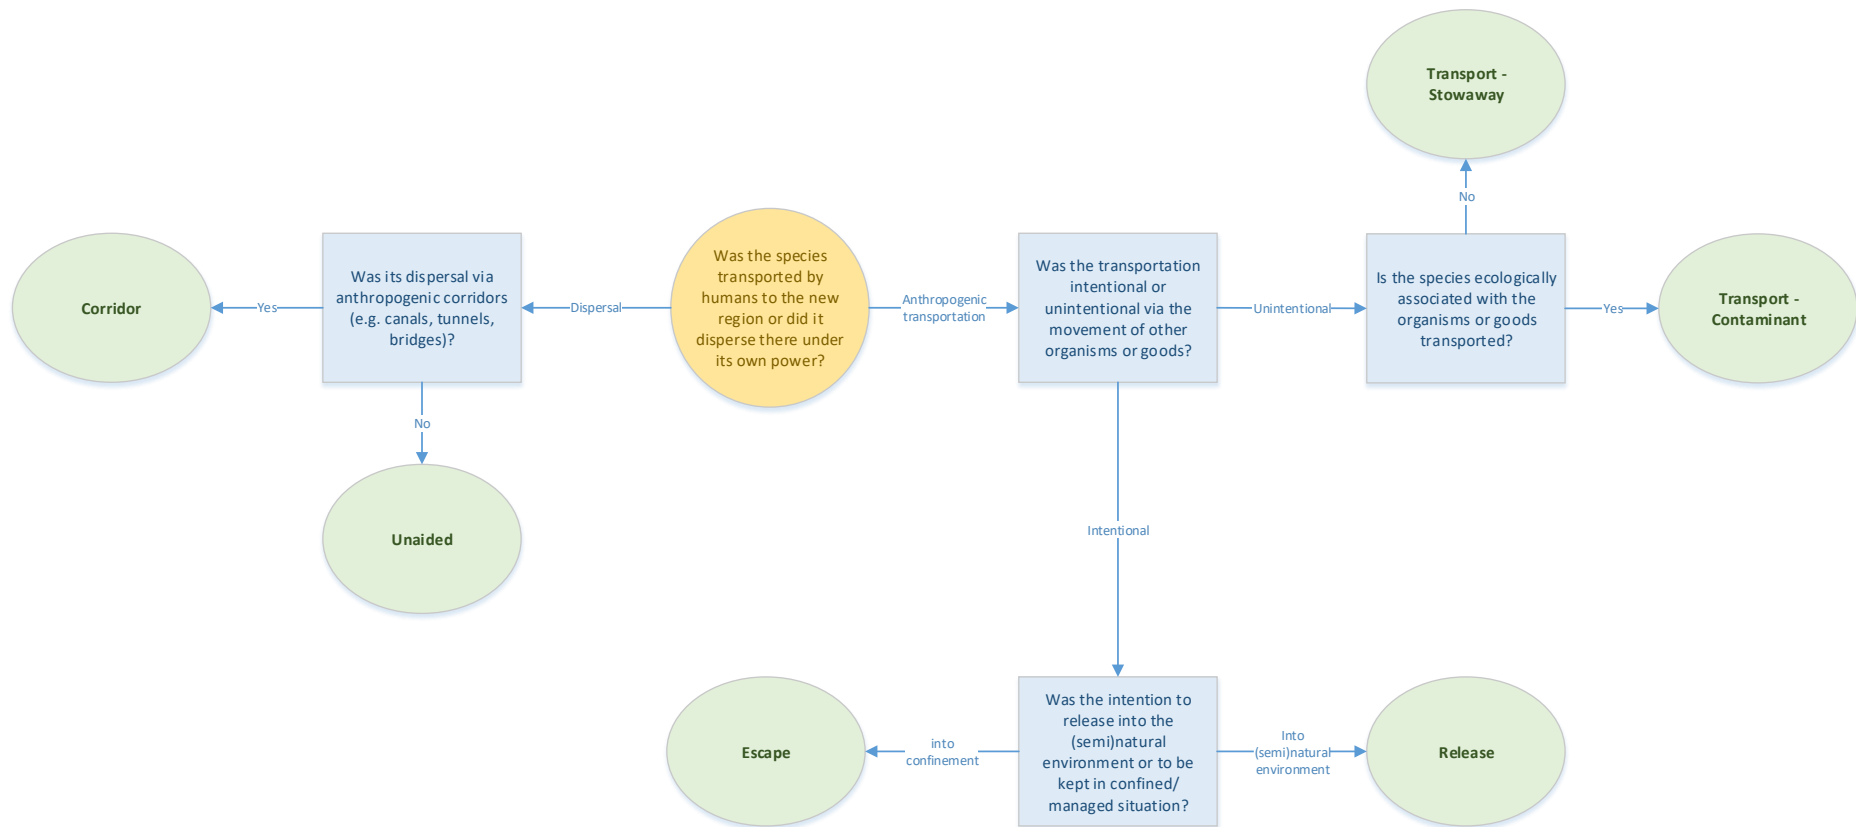 Transport -
Stowaway
No
Corridor
Yes
Was its dispersal via
anthropogenic corridors
(e.g. canals, tunnels,
bridges)?
Dispersal
Was the species
transported by
humans to the new
region or did it
disperse there under
its own power?
Anthropogenic
transportation
Was the transportation
intentional or
unintentional via the
movement of other
organisms or goods?
Unintentional
Is the species ecologically
associated with the
organisms or goods
transported?
Yes
Transport -
Contaminant
No
Unaided
Intentional
Escape
into
confinement
Was the intention to
release into the
(semi)natural
environment or to be
kept in confined/
managed situation?
Into
(semi)natural
environment
Release